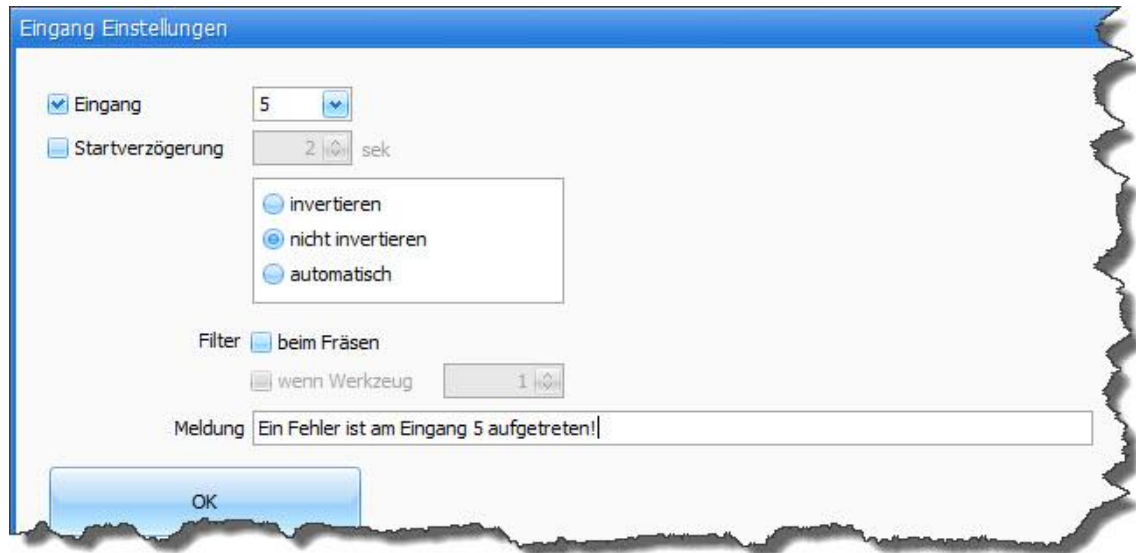 Eingang Einstellungen
Eingang 5
Startverzögerung 2 sek
invertieren
nicht invertieren
automatisch
Filter beim Fräsen
wenn Werkzeug 1
Meldung Ein Fehler ist am Eingang 5 aufgetreten!
OK